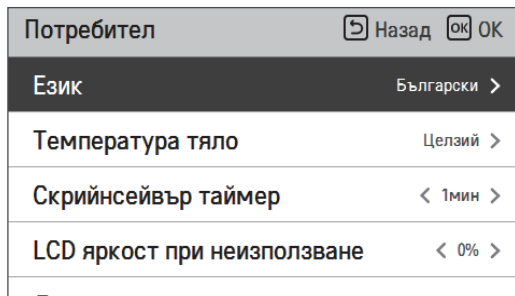 Потребител Назад OK OK
Език Български
Температура тяло Целзий
Скрийнсейвър таймер 1мин
LCD яркост при неизползване 0%